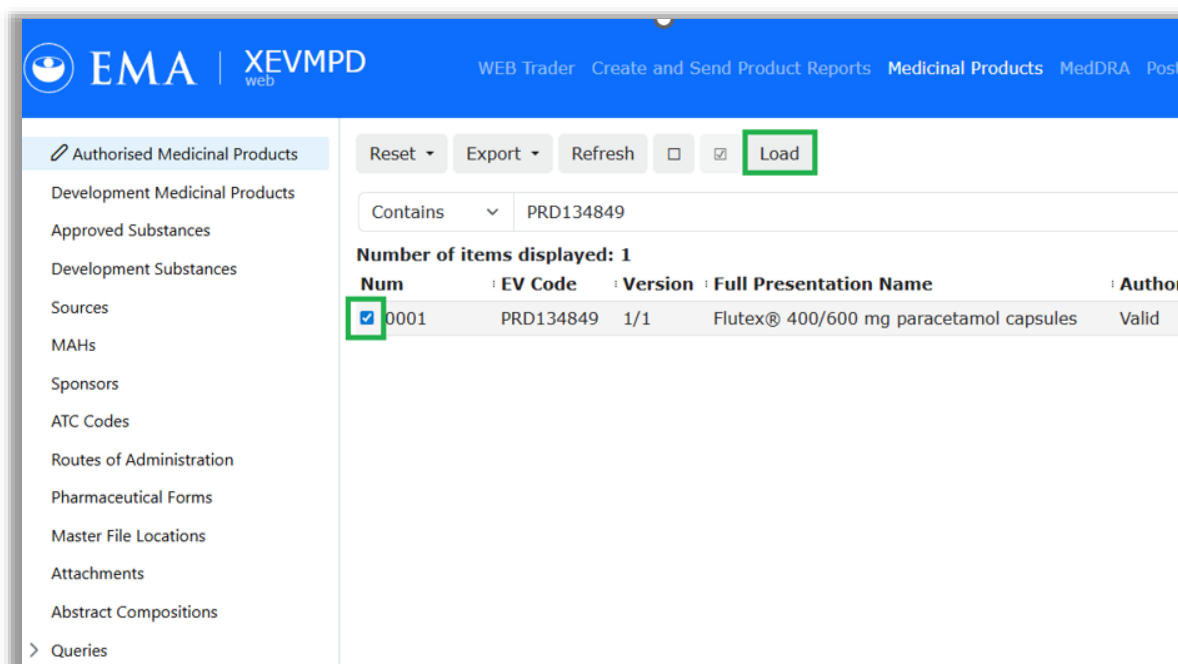 EMA | XEVMPD
web
WEB Trader Create and Send Product Reports Medicinal Products MedDRA Post
Authorised Medicinal Products
Development Medicinal Products
Approved Substances
Development Substances
Sources
MAHs
Sponsors
ATC Codes
Routes of Administration
Pharmaceutical Forms
Master File Locations
Attachments
Abstract Compositions
Queries
Reset Export Refresh Load
Contains PRD134849
Number of items displayed: 1
Num EV Code Version Full Presentation Name Author
0001 PRD134849 1/1 Flutex® 400/600 mg paracetamol capsules Valid